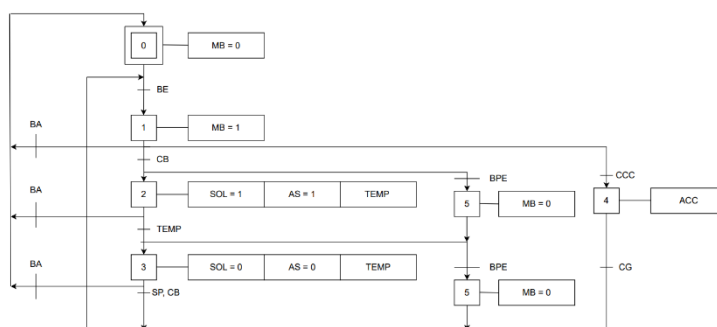 0
MB = 0
BE
BA
1
MB = 1
CB
BPE
CCC
BA
2
SOL = 1
AS = 1
TEMP
5
MB = 0
4
ACC
TEMP
BA
3
SOL = 0
AS = 0
TEMP
BPE
CG
SP, CB
5
MB = 0